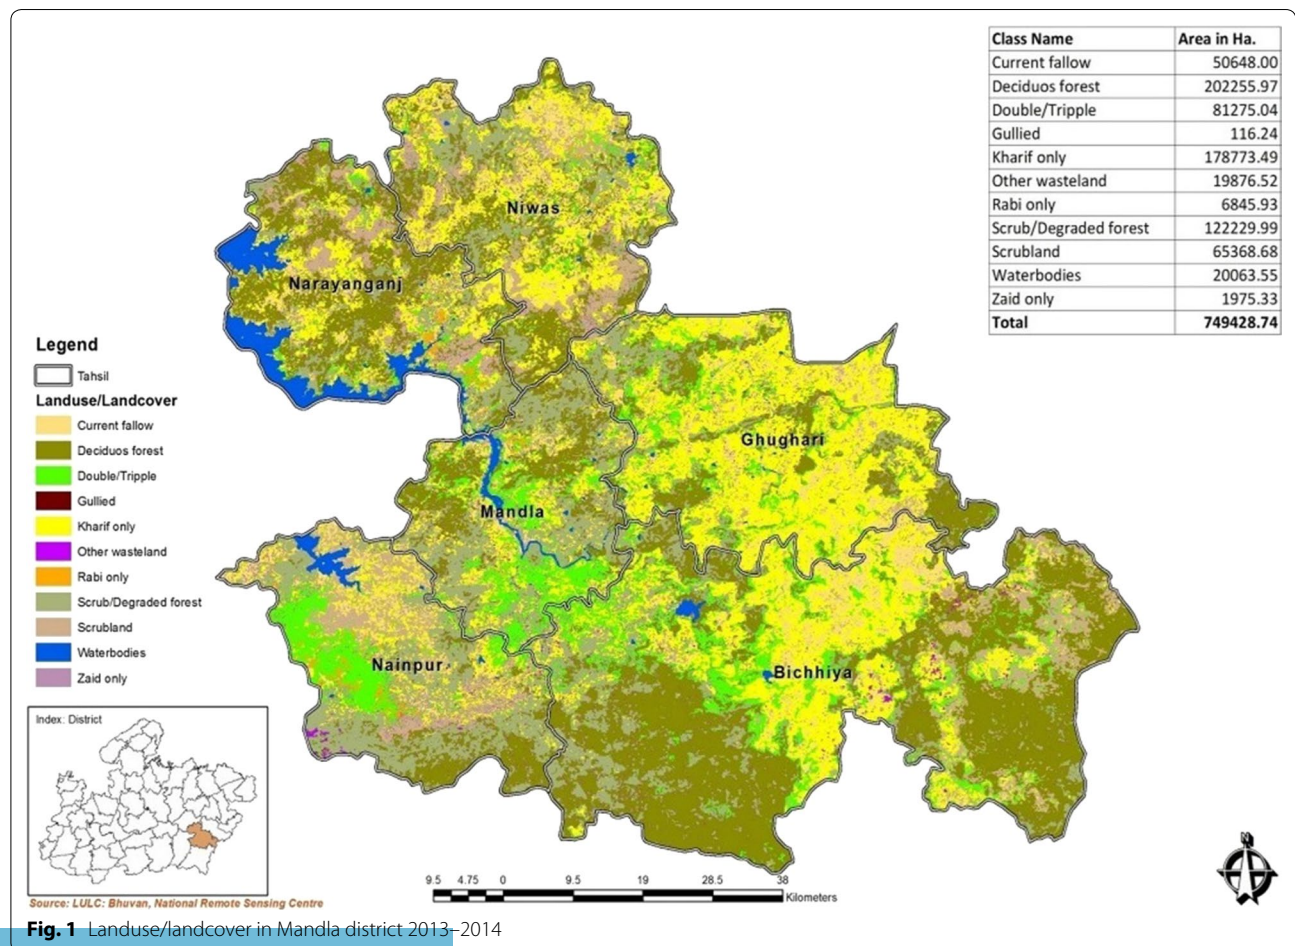 Class Name Area in Ha.
Current fallow 50648.00
Deciduos forest 202255.97
Double/Tripple 81275.04
Gullied 116.24
Kharif only 178773.49
Other wasteland 19876.52
Rabi only 6845.93
Scrub/Degraded forest 122229.99
Scrubland 65368.68
Waterbodies 20063.55
Zaid only 1975.33
Total 749428.74
Niwas
Narayanganj
Ghughari
Mandla
Nainpur
Bichhiya
Legend
Tahsil
Landuse/Landcover
Current fallow
Deciduos forest
Double/Tripple
Gullied
Kharif only
Other wasteland
Rabi only
Scrub/Degraded forest
Scrubland
Waterbodies
Zaid only
Index: District
N
9.5 4.75 0 9.5 19 28.5 38
Kilometers
Source: LULC: Bhuvan, National Remote Sensing Centre
Fig. 1 Landuse/landcover in Mandla district 2013–2014